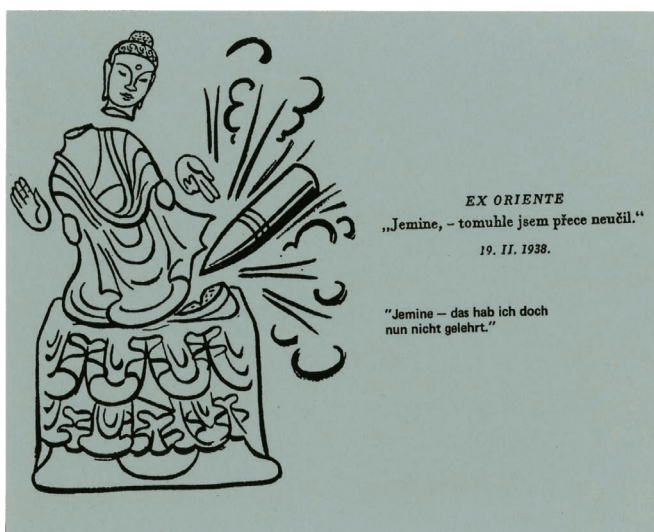 EX ORIENTE
„Jemine, – tomuhle jsem přece neučil.“
19. II. 1938.
"Jemine – das hab ich doch
nun nicht gelehrt."